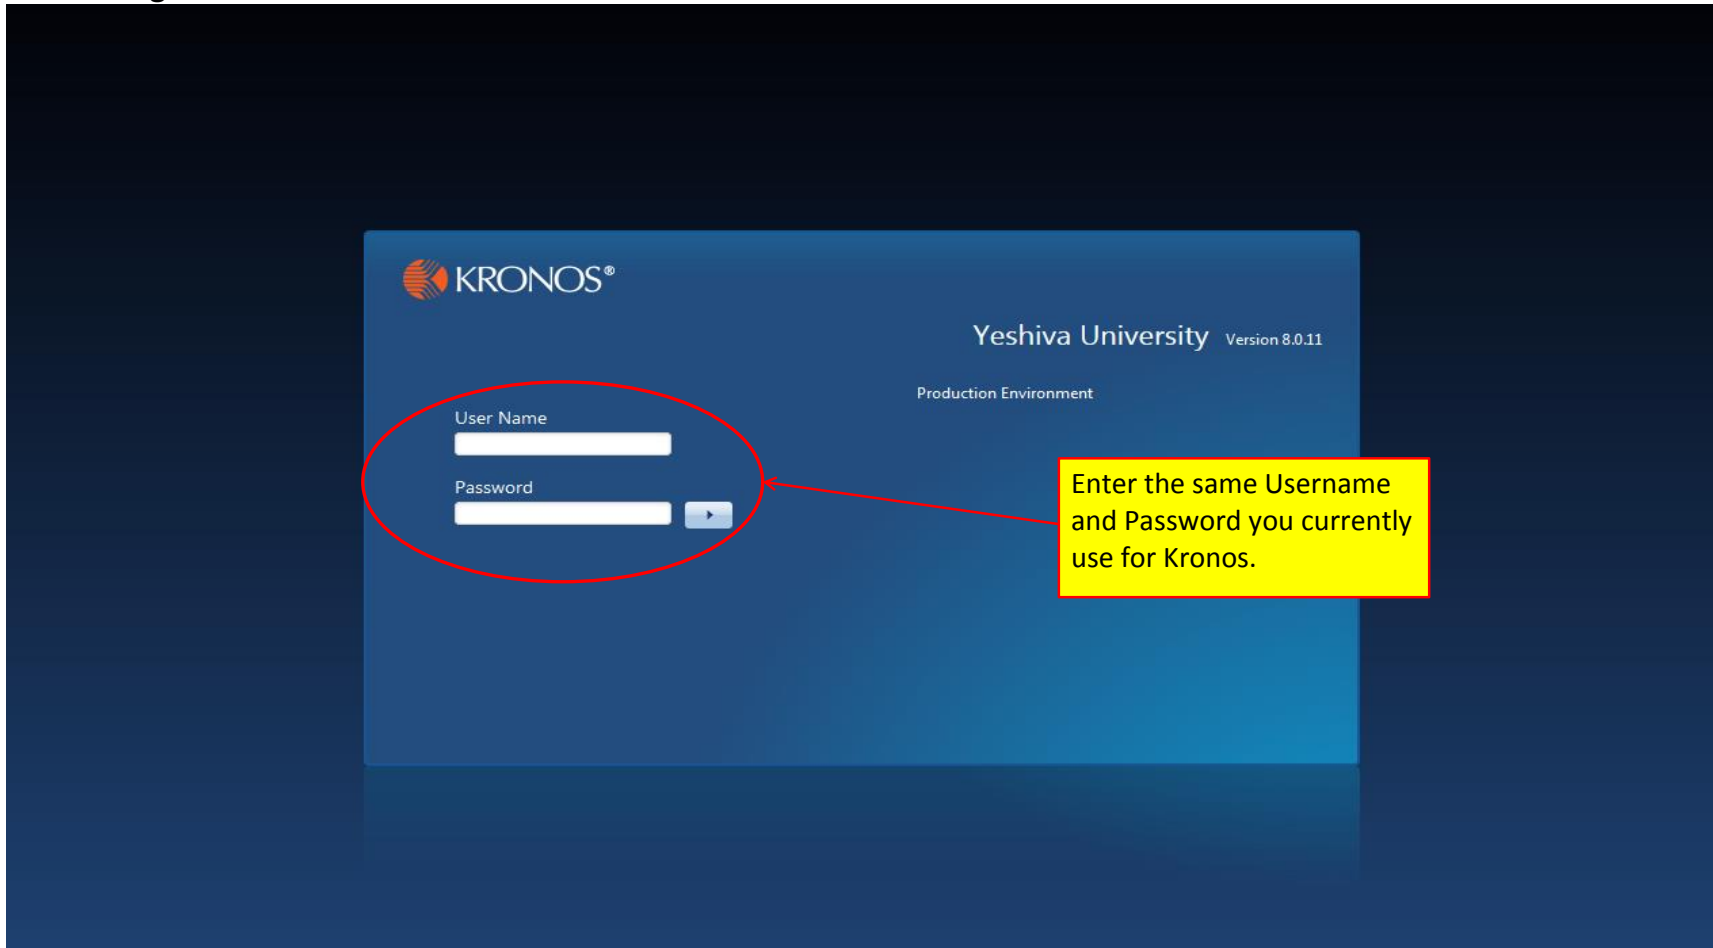 KRONOS®
Yeshiva University Version 8.0.11
Production Environment
User Name
Password
Enter the same Username
and Password you currently
use for Kronos.